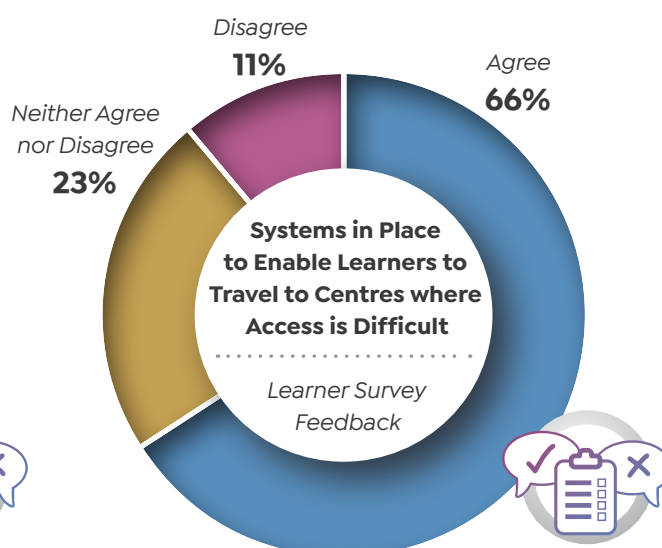 Disagree
11%
Agree
66%
Neither Agree
nor Disagree
23%
Systems in Place
to Enable Learners to
Travel to Centres where
Access is Difficult
Learner Survey
Feedback